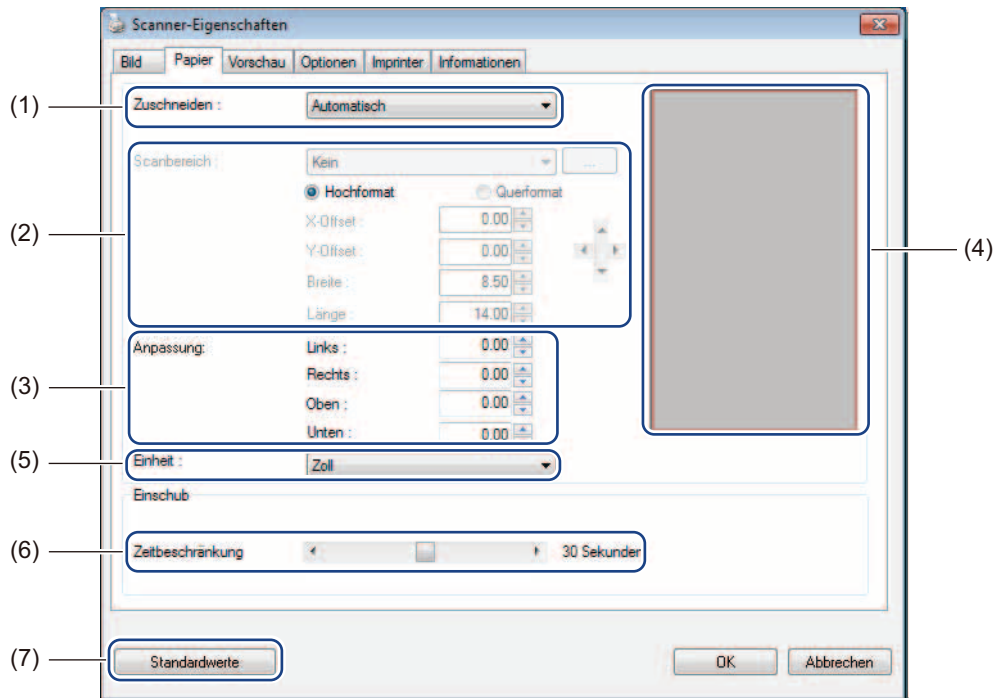 Scanner-Eigenschaften
Bild Papier Vorschau Optionen Imprinter Informationen
(1) Zuschneiden : Automatisch
(2) Scanbereich : Kein ...
Hochformat Querformat
X-Offset : 0.00
Y-Offset : 0.00
Breite : 8.50
Länge : 14.00
(3) Anpassung: Links : 0.00
Rechts : 0.00
Oben : 0.00
Unten : 0.00
(4)
(5) Einheit : Zoll
Einschub
(6) Zeitbeschränkung 30 Sekunder
(7) Standardwerte OK Abbrechen